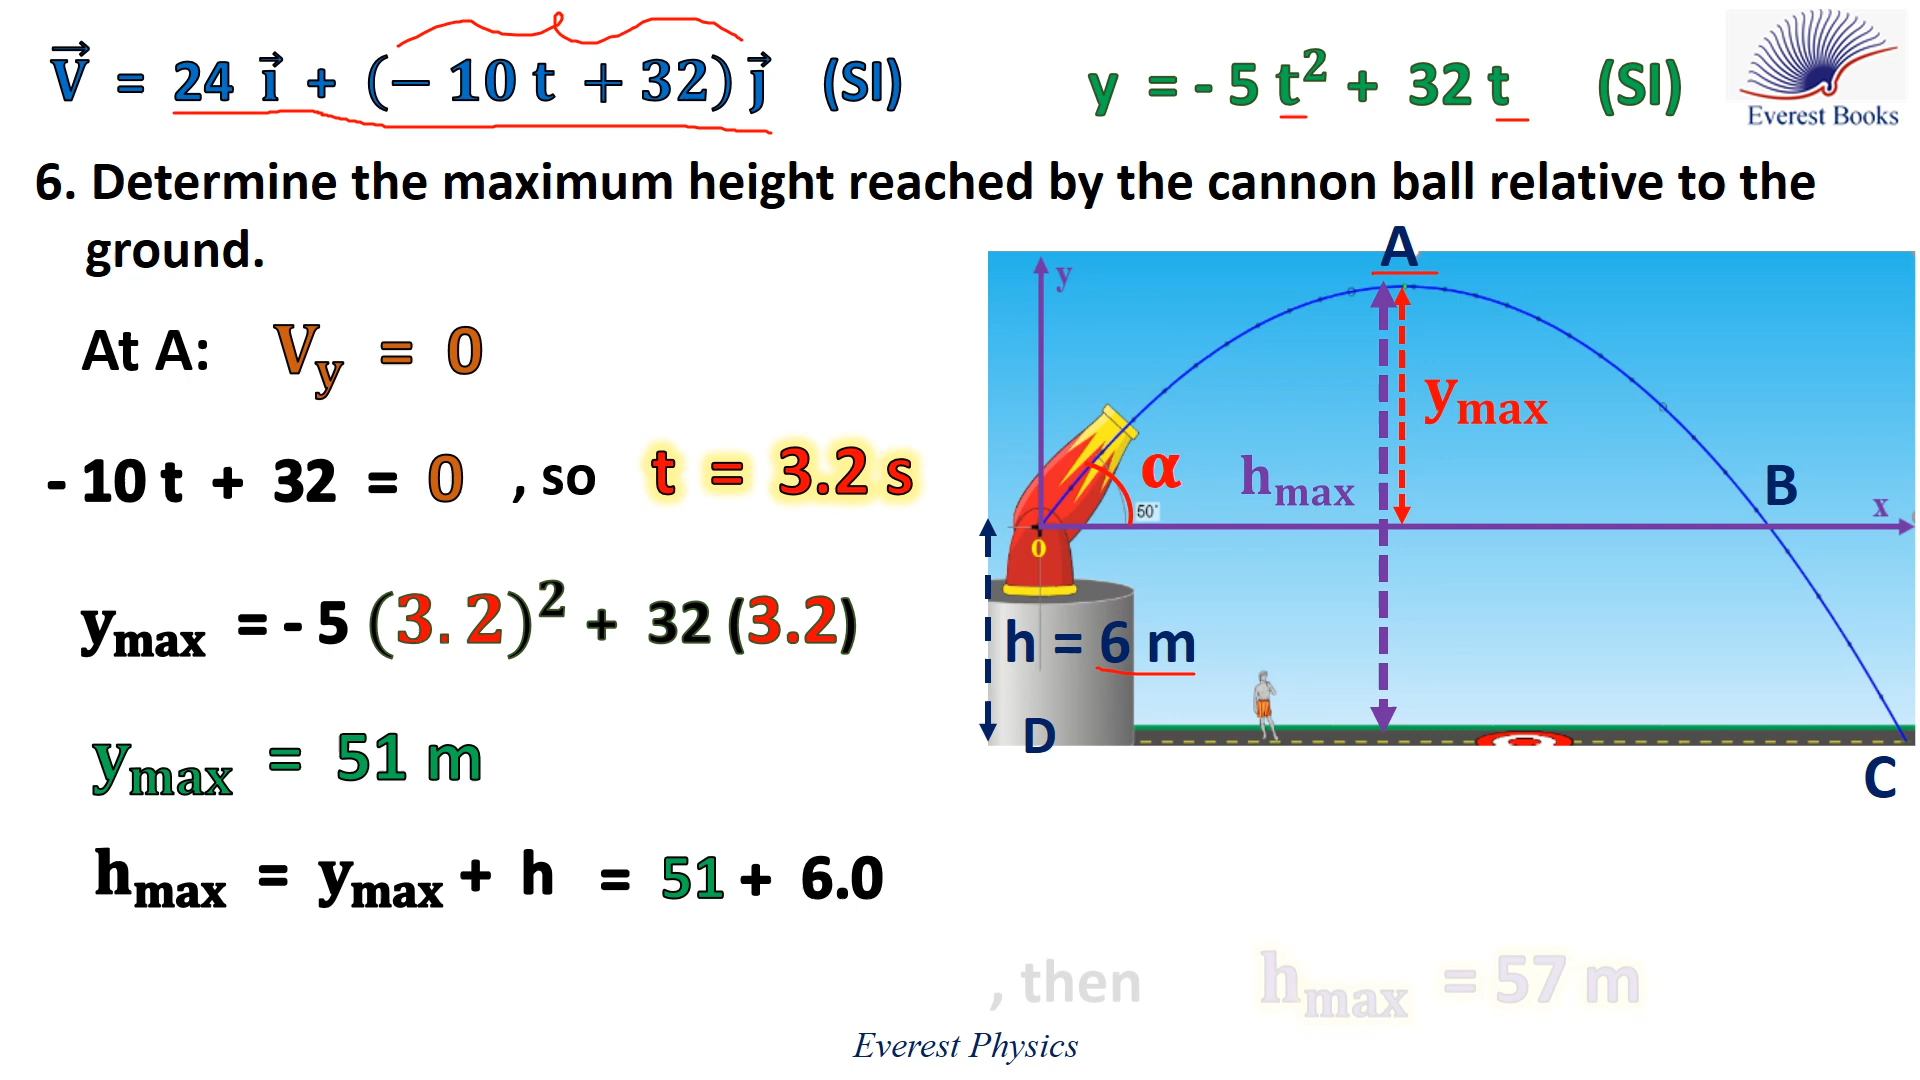 V⃗ = 24 i⃗ + (− 10 t + 32) j⃗ (SI)
y = - 5 t² + 32 t (SI)
Everest Books
6. Determine the maximum height reached by the cannon ball relative to the
ground.
At A: Vy = 0
- 10 t + 32 = 0 , so t = 3.2 s
ymax = - 5 (3.2)² + 32 (3.2)
ymax = 51 m
hmax = ymax + h = 51 + 6.0
, then hmax = 57 m
A
y
ymax
α
hmax
B
50°
x
0
h = 6 m
D
C
Everest Physics